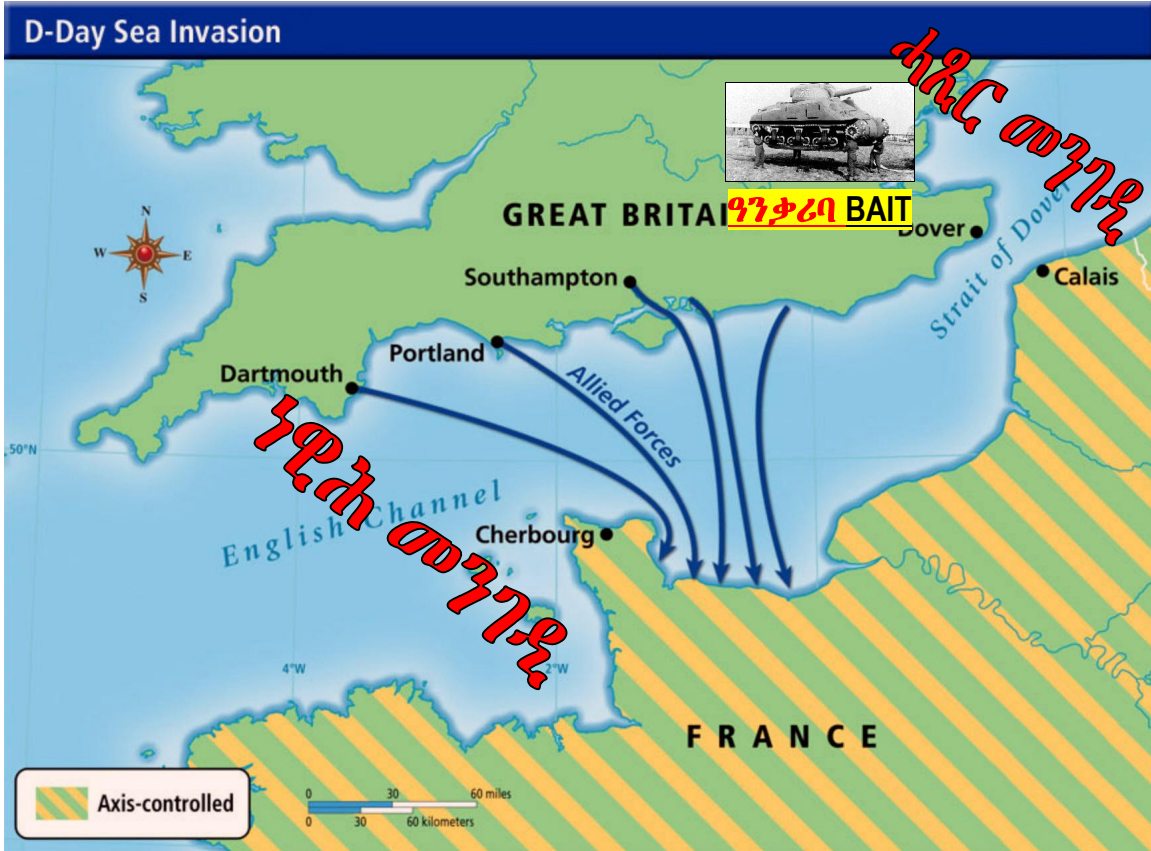 D-Day Sea Invasion
ሓጺር መንገዲ
N
W E
S
GREAT BRITAI
ዓንቃሪባ BAIT
Dover
Strait of Dover
Southampton
Calais
Portland
Dartmouth
Allied Forces
ነዊሕ መንገዲ
50°N
English Channel
Cherbourg
4°W
2°W
FRANCE
Axis-controlled
0 30 60 miles
0 30 60 kilometers